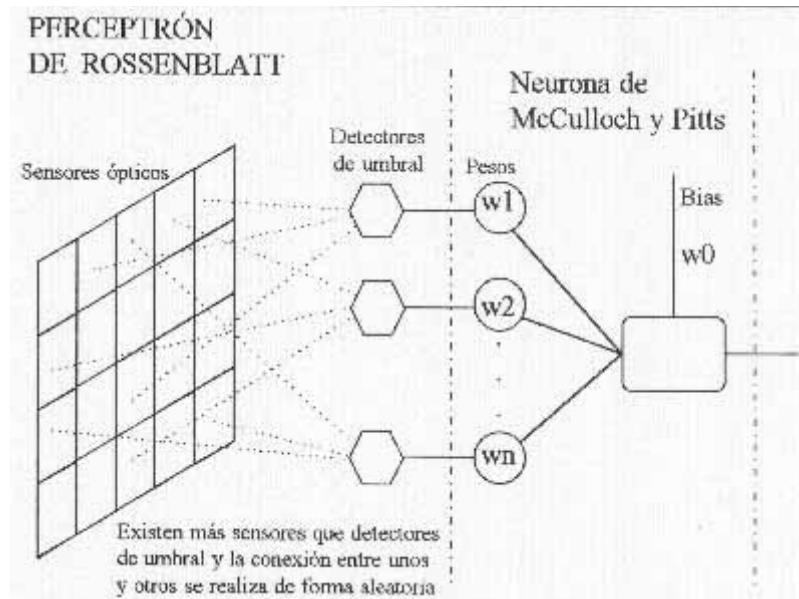 PERCEPTRÓN
DE ROSSENBLATT
Neurona de
McCulloch y Pitts
Detectores
de umbral
Sensores ópticos
Pesos
w1
Bias
w0
w2
wn
Existen más sensores que detectores
de umbral y la conexión entre unos
y otros se realiza de forma aleatoria